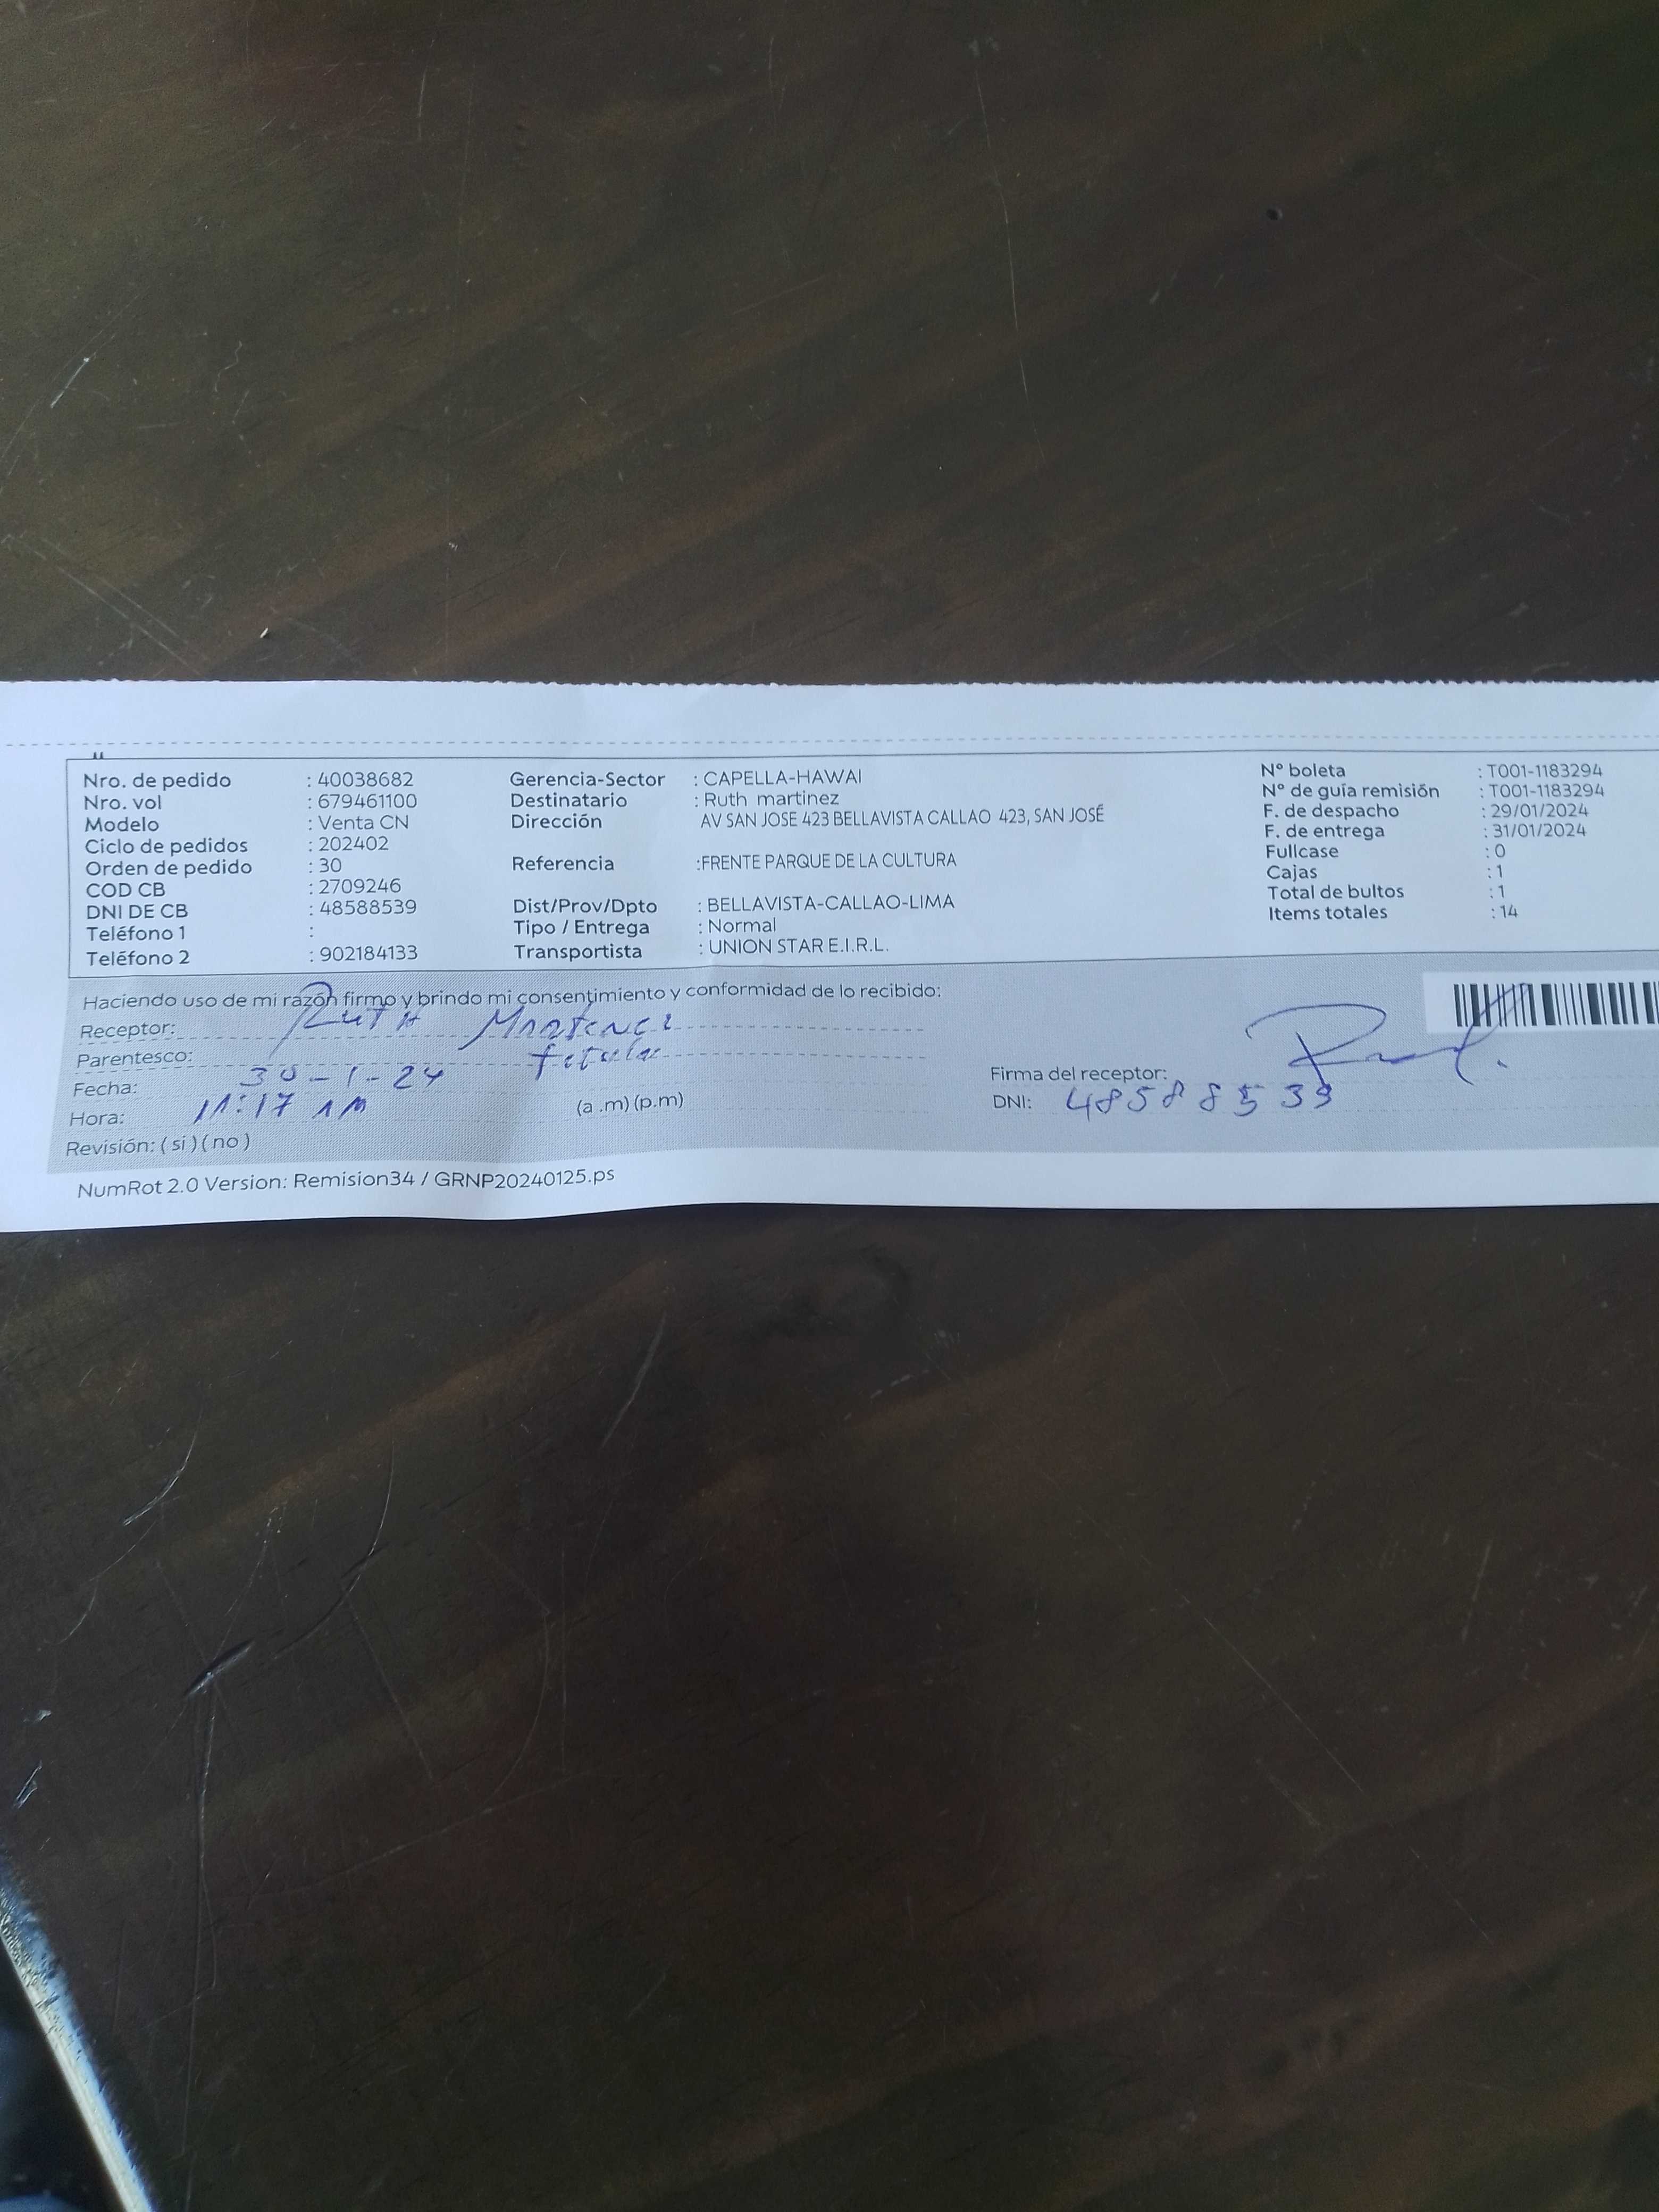 Nro. de pedido : 40038682
Nro. vol : 679461100
Modelo : Venta CN
Ciclo de pedidos : 202402
Orden de pedido : 30
COD CB : 2709246
DNI DE CB : 48588539
Teléfono 1 :
Teléfono 2 : 902184133
Gerencia-Sector : CAPELLA-HAWAI
Destinatario : Ruth martinez
Dirección AV SAN JOSE 423 BELLAVISTA CALLAO 423, SAN JOSÉ
Referencia :FRENTE PARQUE DE LA CULTURA
Dist/Prov/Dpto : BELLAVISTA-CALLAO-LIMA
Tipo / Entrega : Normal
Transportista : UNION STAR E.I.R.L.
N° boleta : T001-1183294
N° de guía remisión : T001-1183294
F. de despacho : 29/01/2024
F. de entrega : 31/01/2024
Fullcase : 0
Cajas : 1
Total de bultos : 1
Items totales : 14
Haciendo uso de mi razón firmo y brindo mi consentimiento y conformidad de lo recibido:
Receptor: Ruth Martinez
Parentesco: titular
Fecha: 30-1-24
Hora: 11:17 AM (a .m) (p.m)
Revisión: ( si ) ( no )
Firma del receptor:
DNI: 48588539
NumRot 2.0 Version: Remision34 / GRNP20240125.ps